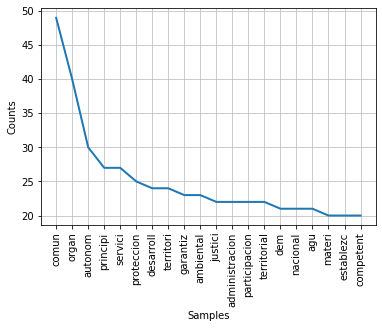 50
45
40
35
30
25
20
Counts
comun
organ
autonom
principi
servici
proteccion
desarroll
territori
garantiz
ambiental
justici
administracion
participacion
territorial
dem
nacional
agu
materi
establezc
competent
Samples